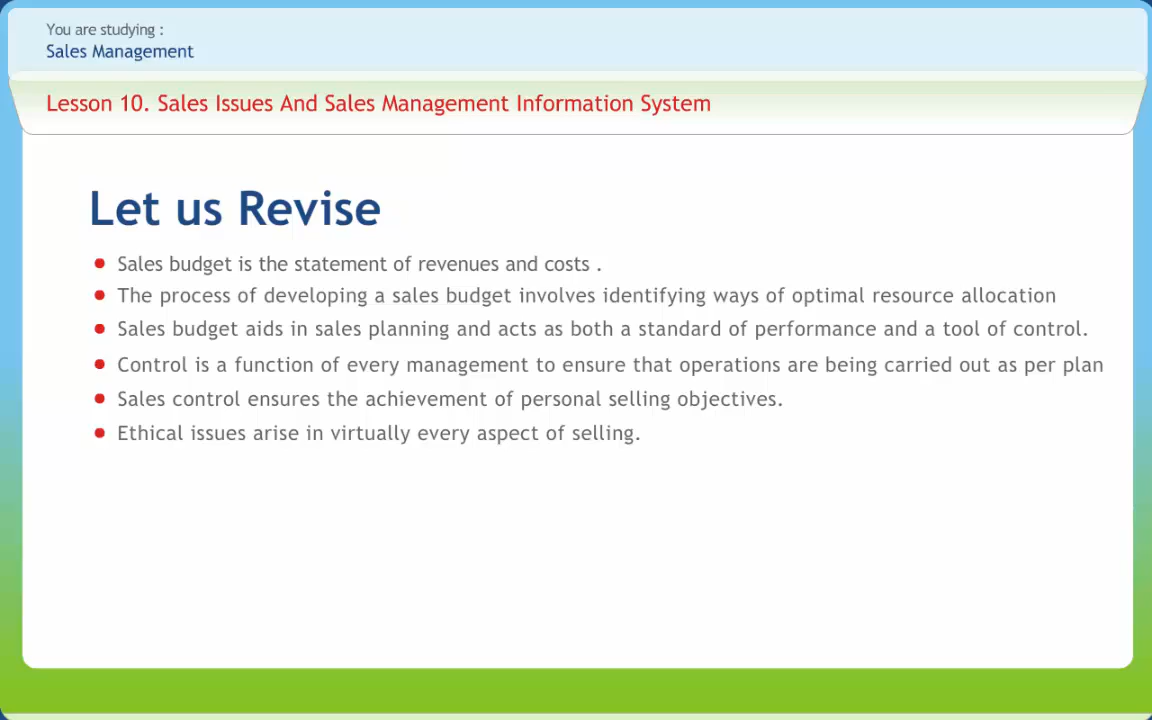 You are studying :
Sales Management
Lesson 10. Sales Issues And Sales Management Information System
Let us Revise
• Sales budget is the statement of revenues and costs .
• The process of developing a sales budget involves identifying ways of optimal resource allocation
• Sales budget aids in sales planning and acts as both a standard of performance and a tool of control.
• Control is a function of every management to ensure that operations are being carried out as per plan
• Sales control ensures the achievement of personal selling objectives.
• Ethical issues arise in virtually every aspect of selling.